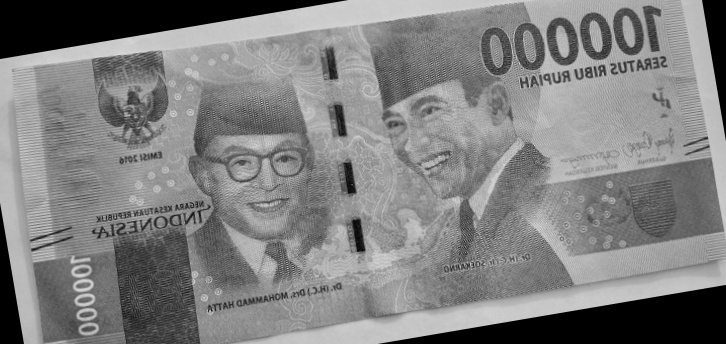 100000
SERATUS RIBU RUPIAH
EMISI 2016
NEGARA KESATUAN REPUBLIK
INDONESIA
100000
Dr. (H.C.) Drs. MOHAMMAD HATTA
Dr. (H.C.) Ir. SOEKARNO